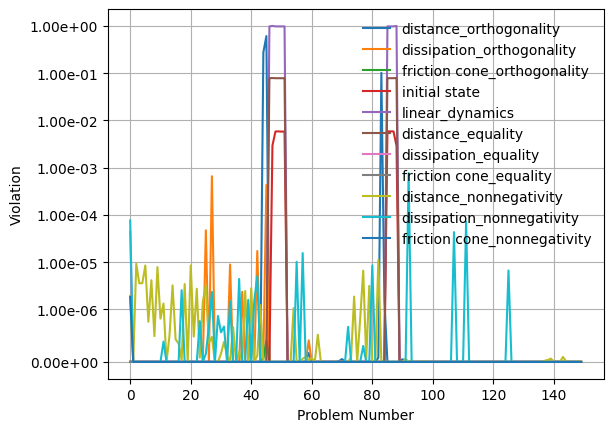 1.00e+00
1.00e-01
1.00e-02
1.00e-03
1.00e-04
1.00e-05
1.00e-06
0.00e+00
Violation
distance_orthogonality
dissipation_orthogonality
friction cone_orthogonality
initial state
linear_dynamics
distance_equality
dissipation_equality
friction cone_equality
distance_nonnegativity
dissipation_nonnegativity
friction cone_nonnegativity
0 20 40 60 80 100 120 140
Problem Number